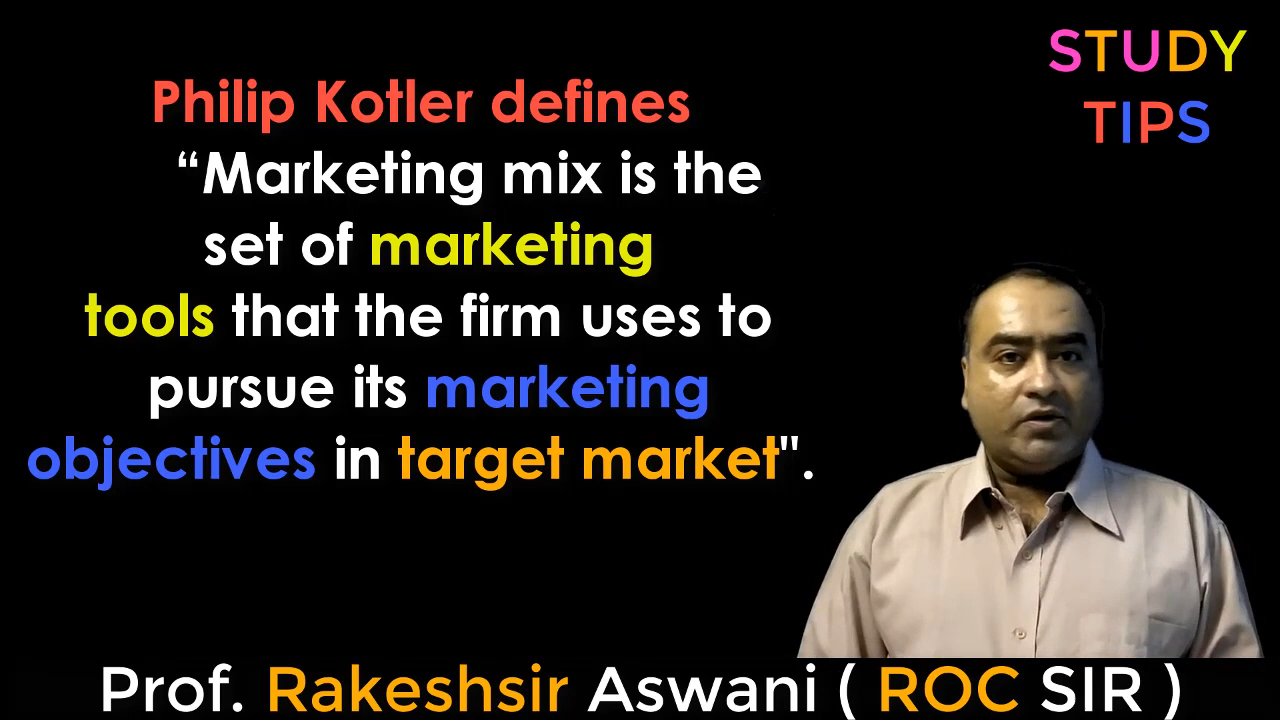 Philip Kotler defines
“Marketing mix is the
set of marketing
tools that the firm uses to
pursue its marketing
objectives in target market".
STUDY
TIPS
Prof. Rakeshsir Aswani ( ROC SIR )